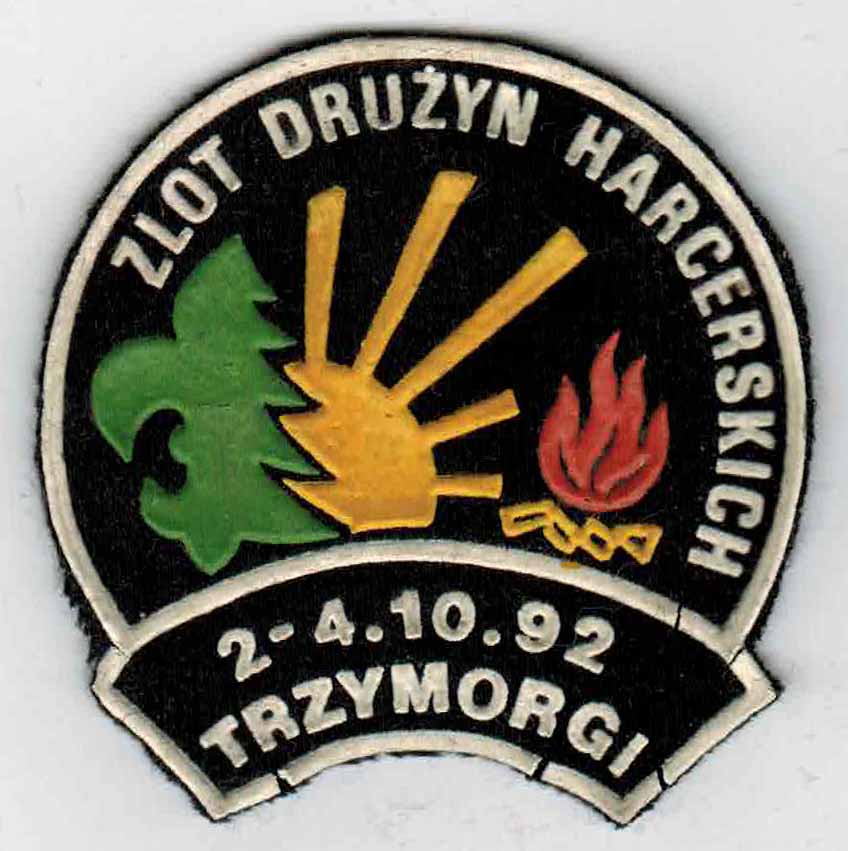 ZLOT DRUŻYN HARCERSKICH
2-4.10.92
TRZYMORGI